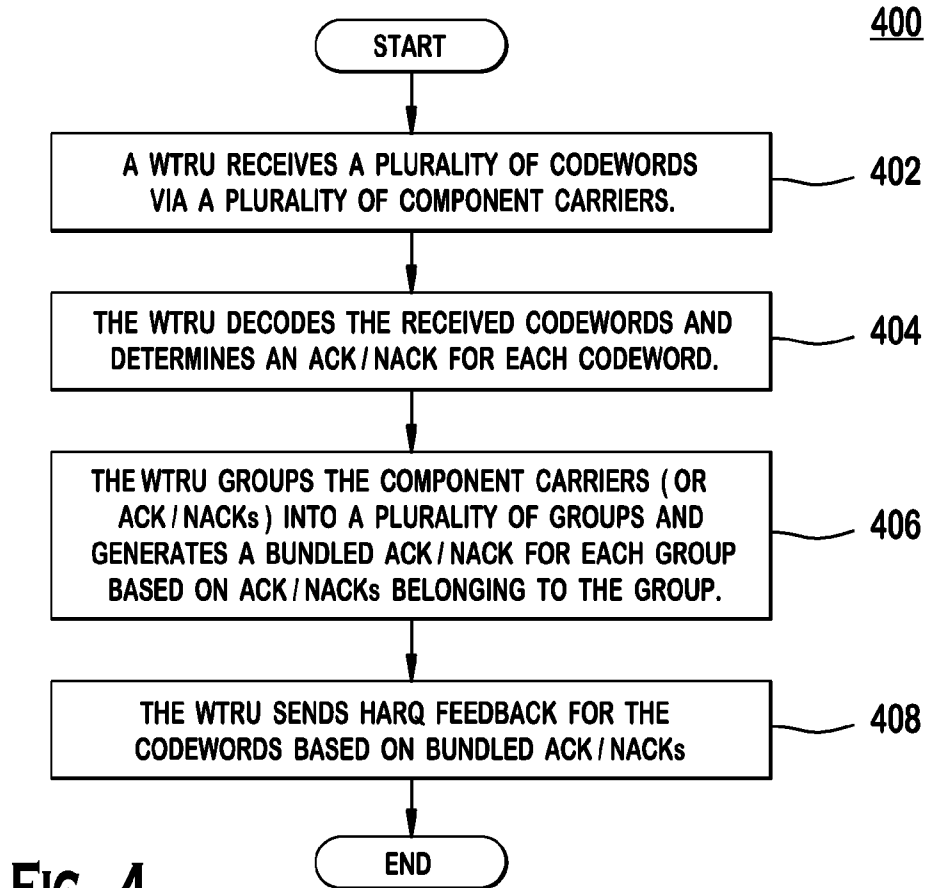 400
START
A WTRU RECEIVES A PLURALITY OF CODEWORDS
VIA A PLURALITY OF COMPONENT CARRIERS.
402
THE WTRU DECODES THE RECEIVED CODEWORDS AND
DETERMINES AN ACK/NACK FOR EACH CODEWORD.
404
THE WTRU GROUPS THE COMPONENT CARRIERS (OR
ACK/NACKs) INTO A PLURALITY OF GROUPS AND
GENERATES A BUNDLED ACK/NACK FOR EACH GROUP
BASED ON ACK/NACKs BELONGING TO THE GROUP.
406
THE WTRU SENDS HARQ FEEDBACK FOR THE
CODEWORDS BASED ON BUNDLED ACK/NACKs
408
END
FIG. 4